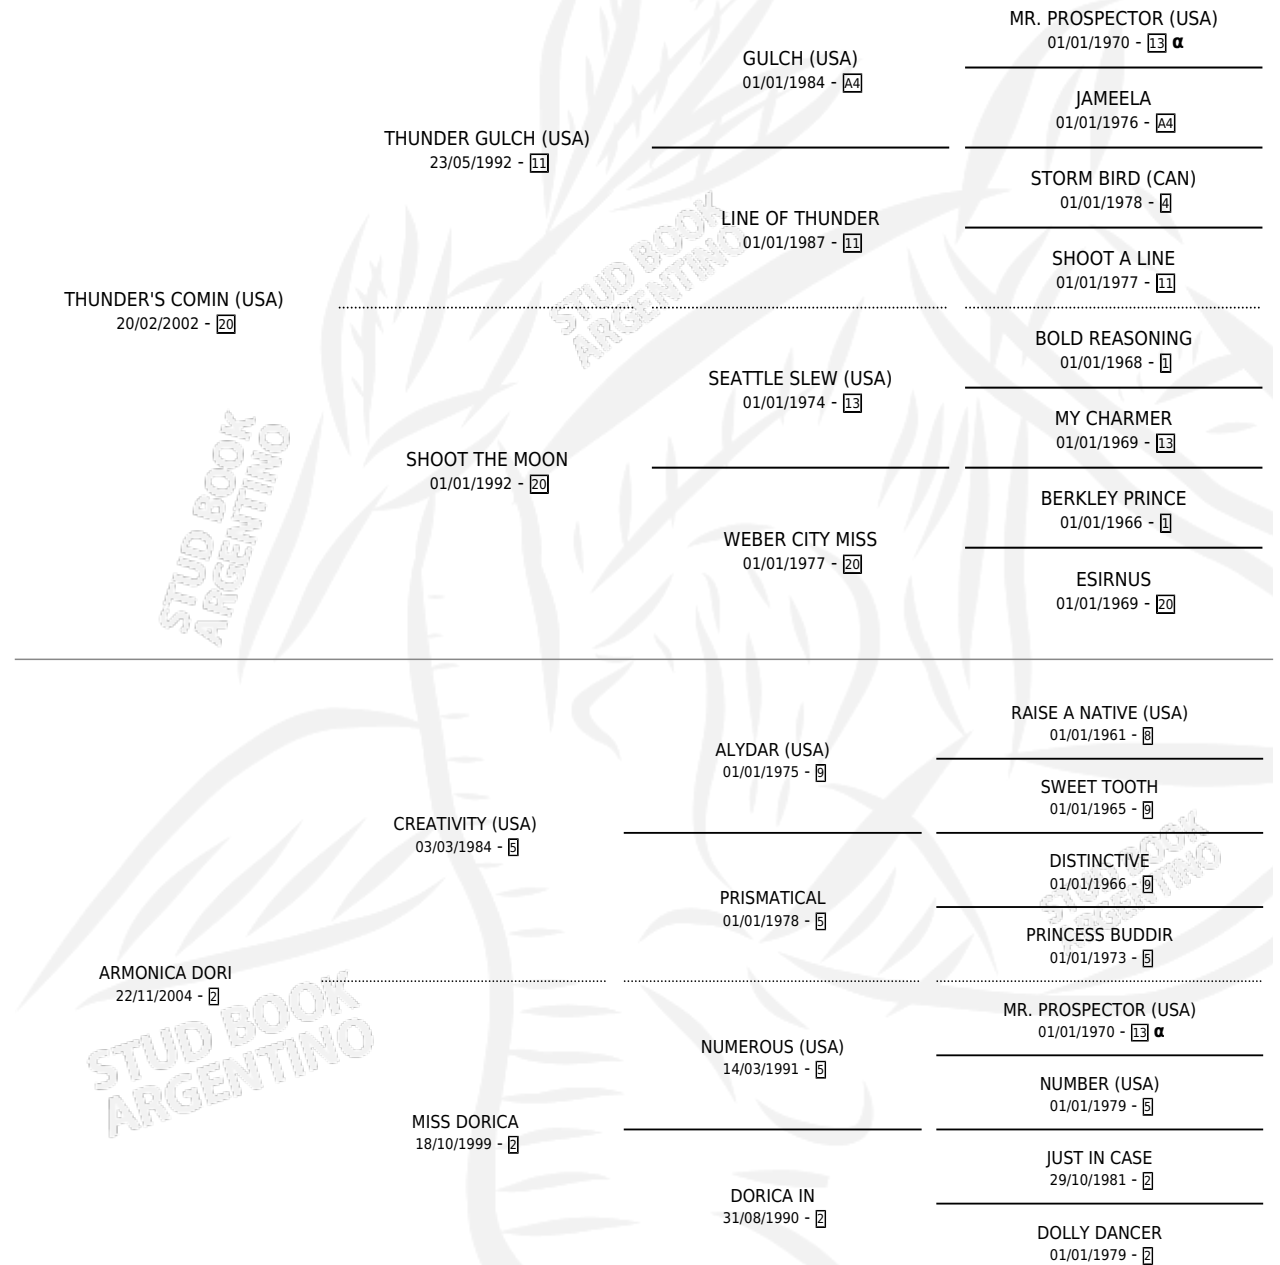 MR. PROSPECTOR (USA)
01/01/1970 - 13 α
GULCH (USA)
01/01/1984 - A4
JAMEELA
01/01/1976 - A4
THUNDER GULCH (USA)
23/05/1992 - 11
STORM BIRD (CAN)
01/01/1978 - 4
LINE OF THUNDER
01/01/1987 - 11
SHOOT A LINE
01/01/1977 - 11
THUNDER'S COMIN (USA)
20/02/2002 - 20
BOLD REASONING
01/01/1968 - 1
SEATTLE SLEW (USA)
01/01/1974 - 13
MY CHARMER
01/01/1969 - 13
SHOOT THE MOON
01/01/1992 - 20
BERKLEY PRINCE
01/01/1966 - 1
WEBER CITY MISS
01/01/1977 - 20
ESIRNUS
01/01/1969 - 20
RAISE A NATIVE (USA)
01/01/1961 - 8
ALYDAR (USA)
01/01/1975 - 9
SWEET TOOTH
01/01/1965 - 9
CREATIVITY (USA)
03/03/1984 - 5
DISTINCTIVE
01/01/1966 - 9
PRISMATICAL
01/01/1978 - 5
PRINCESS BUDDIR
01/01/1973 - 5
ARMONICA DORI
22/11/2004 - 2
MR. PROSPECTOR (USA)
01/01/1970 - 13 α
NUMEROUS (USA)
14/03/1991 - 5
NUMBER (USA)
01/01/1979 - 5
MISS DORICA
18/10/1999 - 2
JUST IN CASE
29/10/1981 - 2
DORICA IN
31/08/1990 - 2
DOLLY DANCER
01/01/1979 - 2
STUD BOOK
ARGENTINO
STUD BOOK
ARGENTINO
STUD BOOK
ARGENTINO
STUD BOOK
ARGENTINO